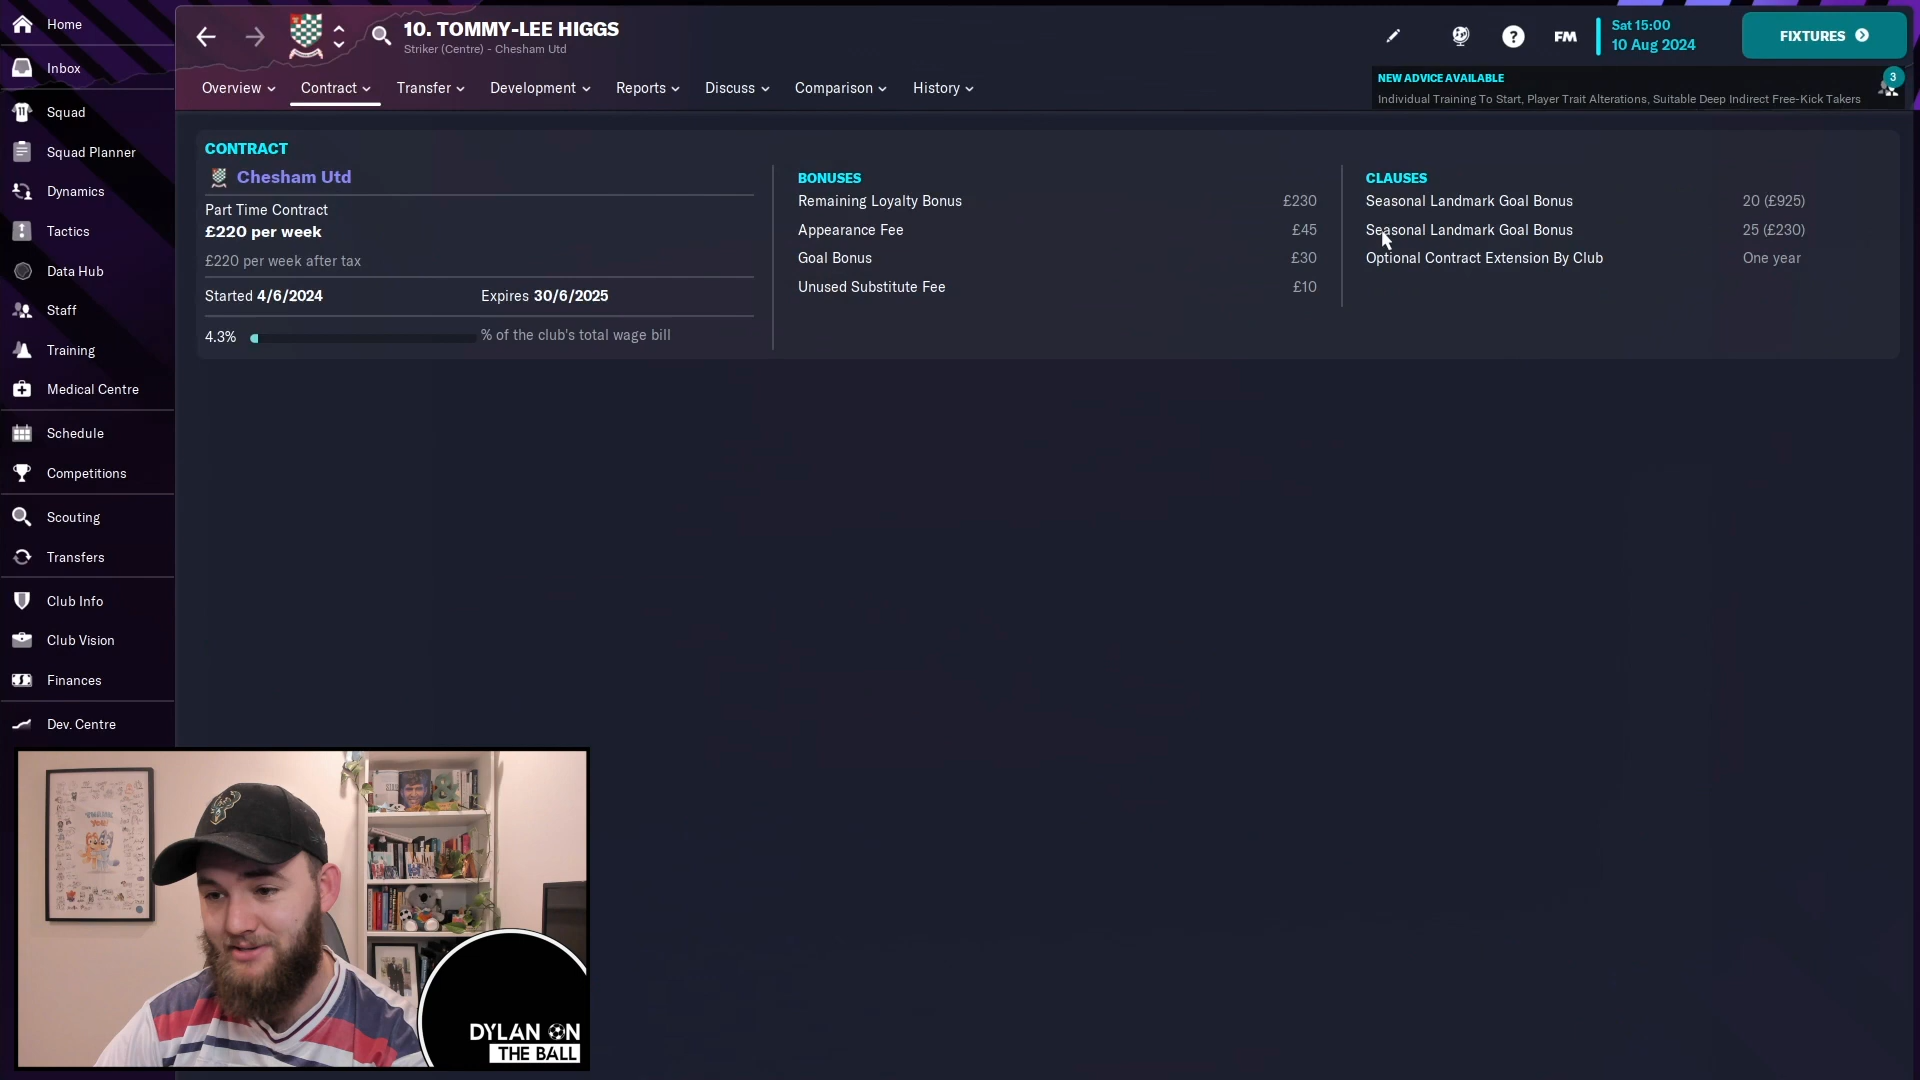 Home
Inbox
Squad
Squad Planner
Dynamics
Tactics
Data Hub
Staff
Training
Medical Centre
Schedule
Competitions
Scouting
Transfers
Club Info
Club Vision
Finances
Dev. Centre
10. TOMMY-LEE HIGGS
Striker (Centre) - Chesham Utd
? FM Sat 15:00
10 Aug 2024
FIXTURES
Overview Contract Transfer Development Reports Discuss Comparison History
NEW ADVICE AVAILABLE
3
Individual Training To Start, Player Trait Alterations, Suitable Deep Indirect Free-Kick Takers
CONTRACT
Chesham Utd
Part Time Contract
£220 per week
£220 per week after tax
Started 4/6/2024 Expires 30/6/2025
4.3% % of the club's total wage bill
BONUSES
Remaining Loyalty Bonus £230
Appearance Fee £45
Goal Bonus £30
Unused Substitute Fee £10
CLAUSES
Seasonal Landmark Goal Bonus 20 (£925)
Seasonal Landmark Goal Bonus 25 (£230)
Optional Contract Extension By Club One year
THANK
YOU
DYLAN ON
THE BALL